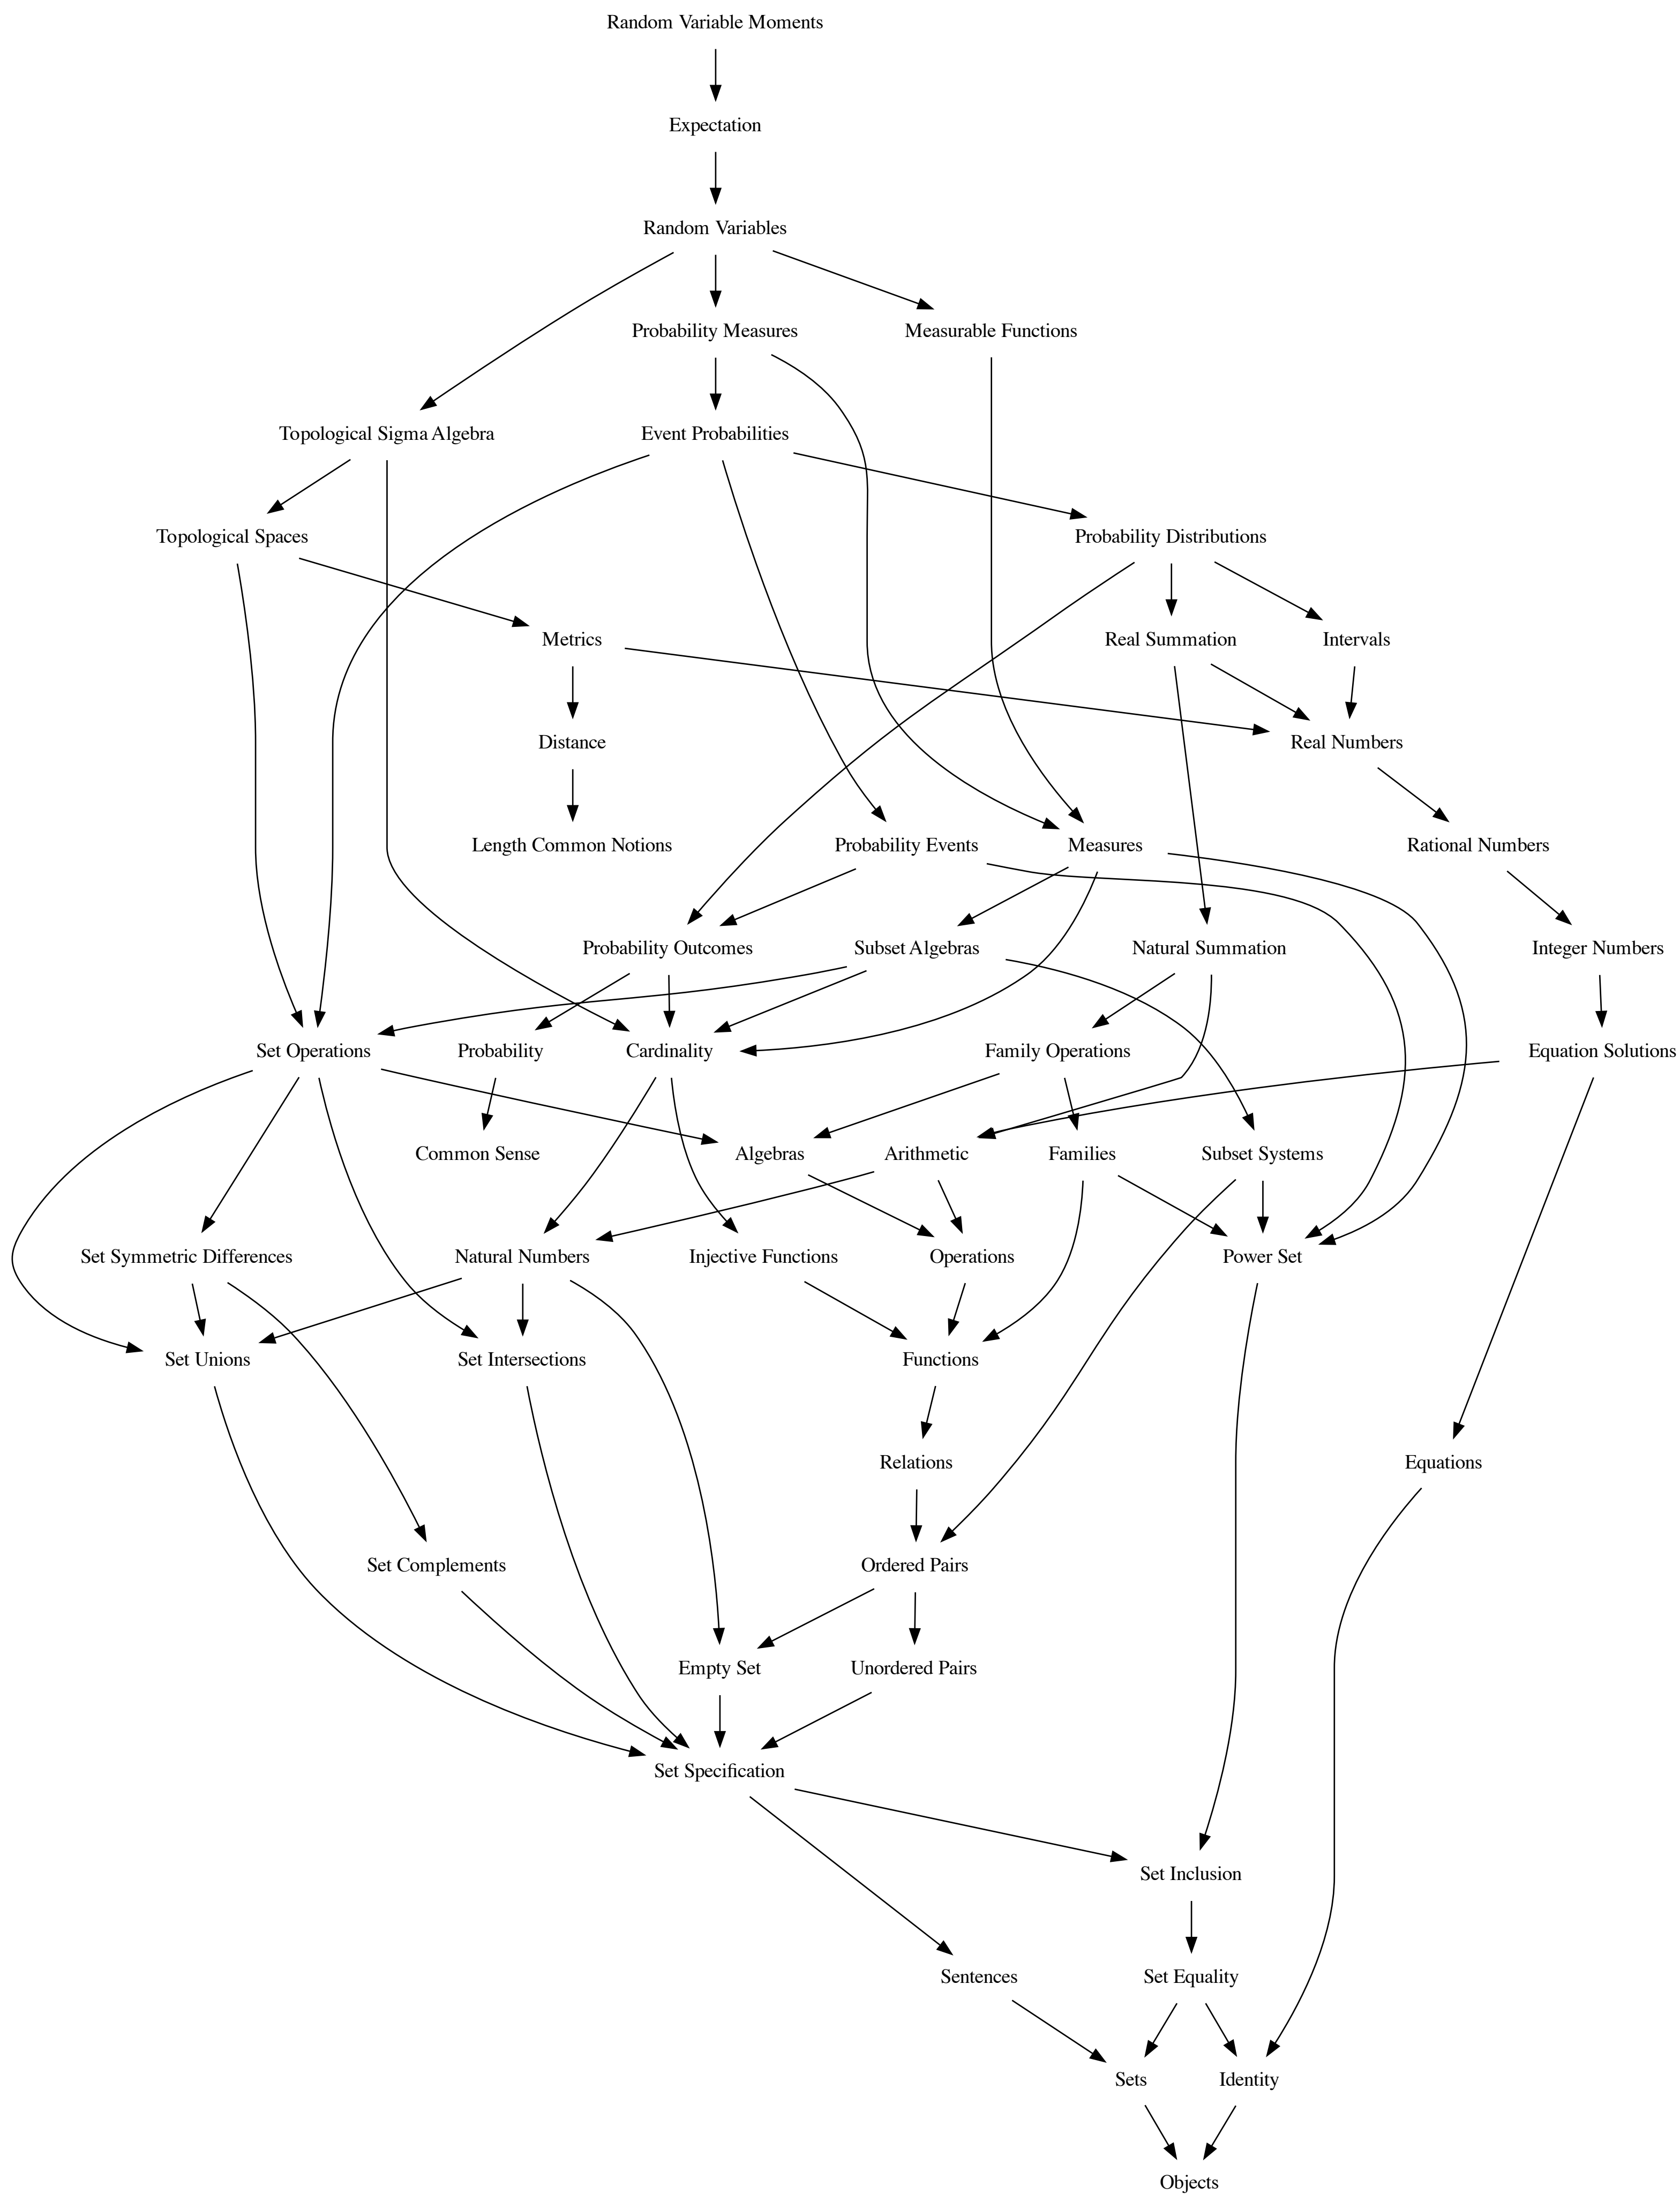 Random Variable Moments
Expectation
Random Variables
Probability Measures
Measurable Functions
Topological Sigma Algebra
Event Probabilities
Topological Spaces
Probability Distributions
Metrics
Real Summation
Intervals
Distance
Real Numbers
Length Common Notions
Probability Events
Measures
Rational Numbers
Probability Outcomes
Subset Algebras
Natural Summation
Integer Numbers
Set Operations
Probability
Cardinality
Family Operations
Equation Solutions
Common Sense
Algebras
Arithmetic
Families
Subset Systems
Set Symmetric Differences
Natural Numbers
Injective Functions
Operations
Power Set
Set Unions
Set Intersections
Functions
Relations
Equations
Set Complements
Ordered Pairs
Empty Set
Unordered Pairs
Set Specification
Set Inclusion
Sentences
Set Equality
Sets
Identity
Objects